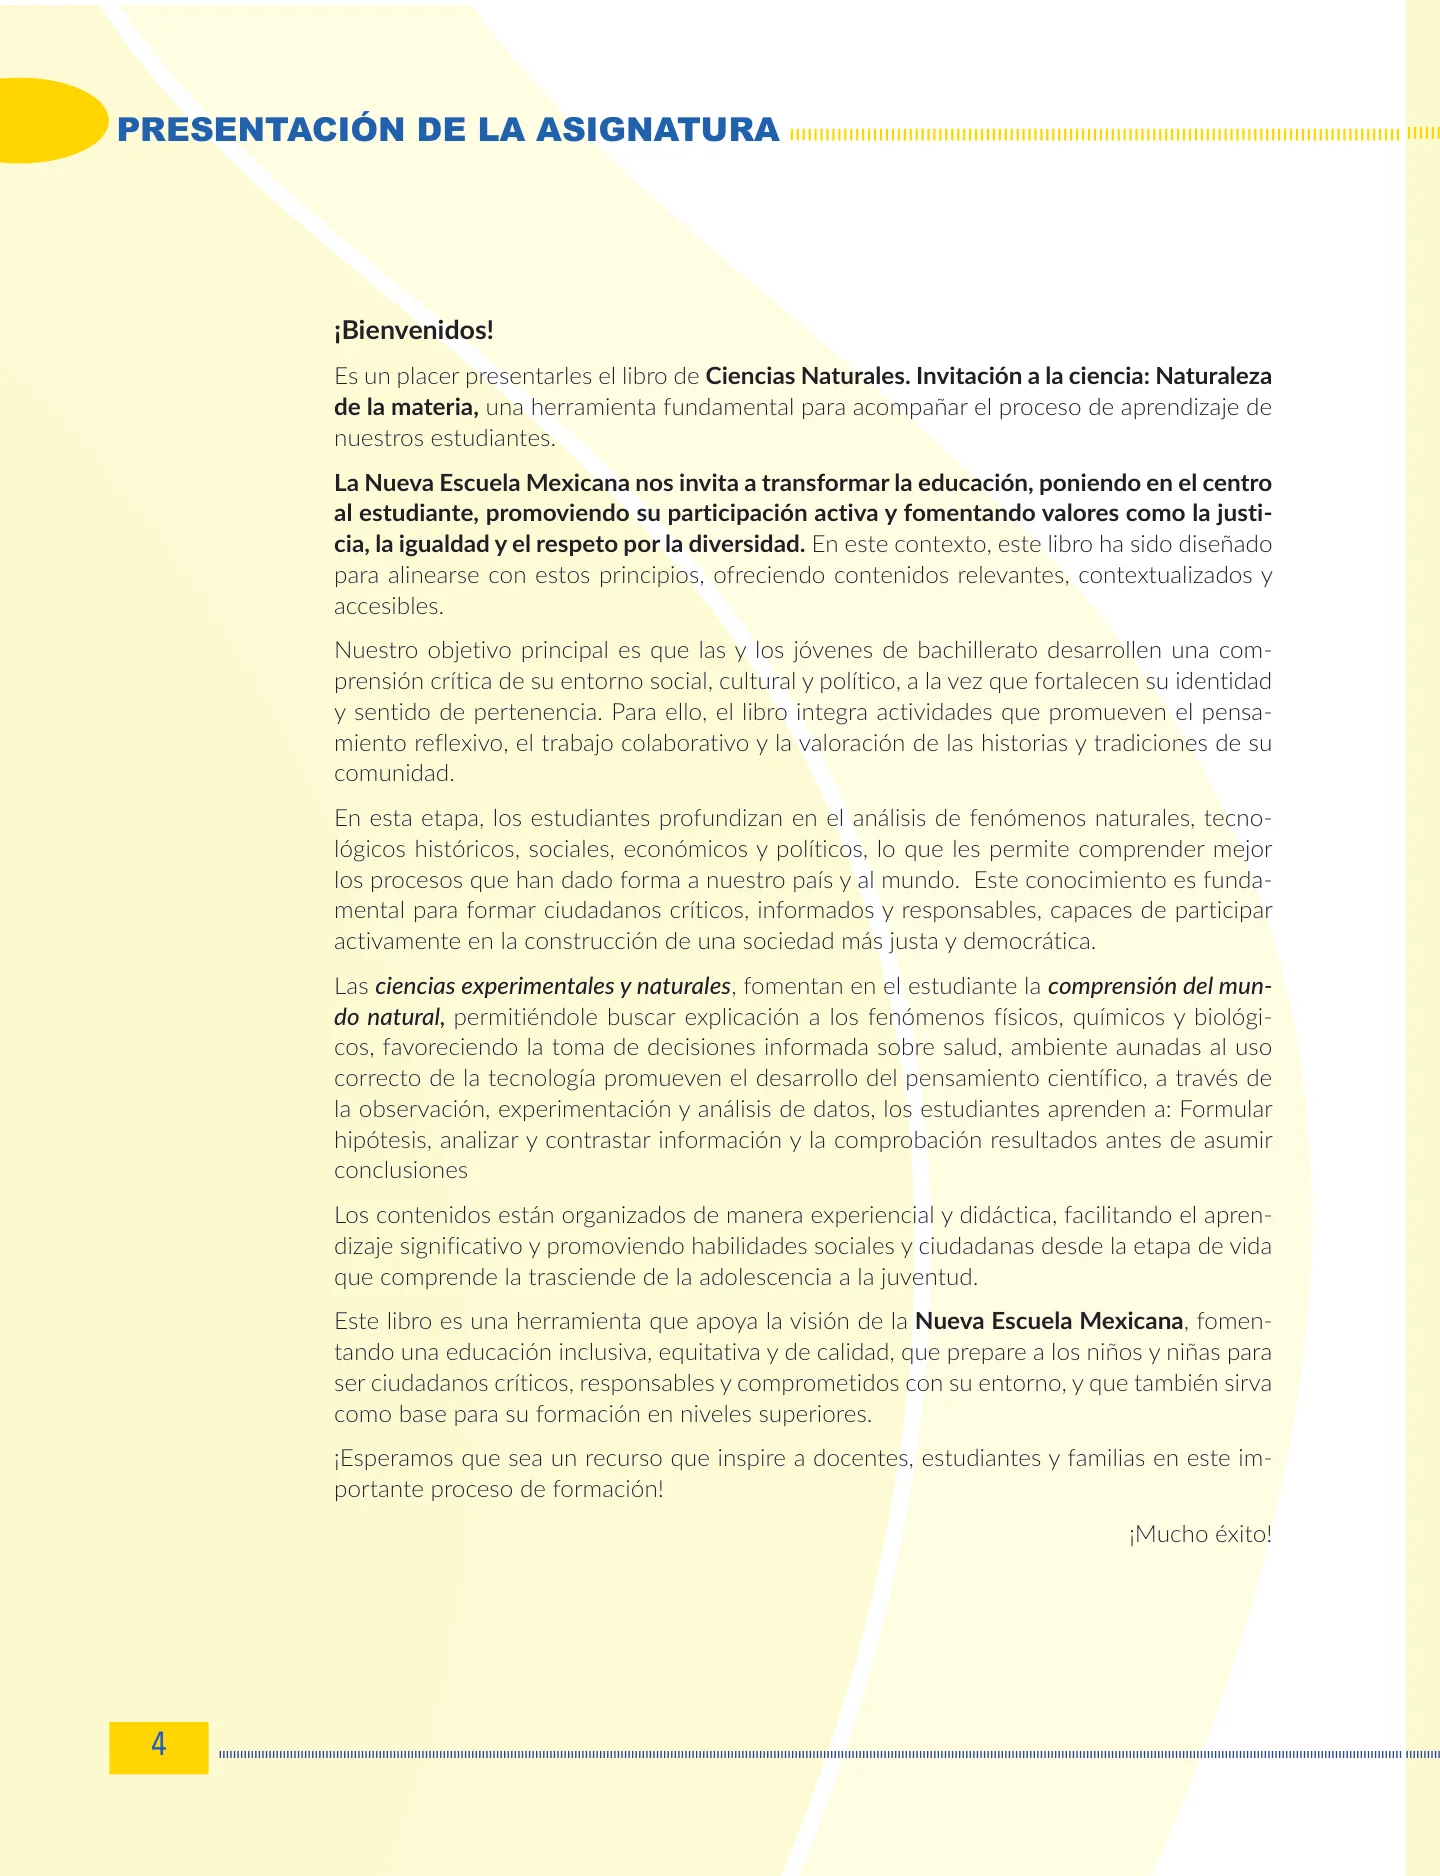 PRESENTACIÓN DE LA ASIGNATURA
¡Bienvenidos!
Es un placer presentarles el libro de Ciencias Naturales. Invitación a la ciencia: Naturaleza
de la materia, una herramienta fundamental para acompañar el proceso de aprendizaje de
nuestros estudiantes.
La Nueva Escuela Mexicana nos invita a transformar la educación, poniendo en el centro
al estudiante, promoviendo su participación activa y fomentando valores como la justi-
cia, la igualdad y el respeto por la diversidad. En este contexto, este libro ha sido diseñado
para alinearse con estos principios, ofreciendo contenidos relevantes, contextualizados y
accesibles.
Nuestro objetivo principal es que las y los jóvenes de bachillerato desarrollen una com-
prensión crítica de su entorno social, cultural y político, a la vez que fortalecen su identidad
y sentido de pertenencia. Para ello, el libro integra actividades que promueven el pensa-
miento reflexivo, el trabajo colaborativo y la valoración de las historias y tradiciones de su
comunidad.
En esta etapa, los estudiantes profundizan en el análisis de fenómenos naturales, tecno-
lógicos históricos, sociales, económicos y políticos, lo que les permite comprender mejor
los procesos que han dado forma a nuestro país y al mundo.  Este conocimiento es funda-
mental para formar ciudadanos críticos, informados y responsables, capaces de participar
activamente en la construcción de una sociedad más justa y democrática.
Las ciencias experimentales y naturales, fomentan en el estudiante la comprensión del mun-
do natural, permitiéndole buscar explicación a los fenómenos físicos, químicos y biológi-
cos, favoreciendo la toma de decisiones informada sobre salud, ambiente aunadas al uso
correcto de la tecnología promueven el desarrollo del pensamiento científico, a través de
la observación, experimentación y análisis de datos, los estudiantes aprenden a: Formular
hipótesis, analizar y contrastar información y la comprobación resultados antes de asumir
conclusiones
Los contenidos están organizados de manera experiencial y didáctica, facilitando el apren-
dizaje significativo y promoviendo habilidades sociales y ciudadanas desde la etapa de vida
que comprende la trasciende de la adolescencia a la juventud.
Este libro es una herramienta que apoya la visión de la Nueva Escuela Mexicana, fomen-
tando una educación inclusiva, equitativa y de calidad, que prepare a los niños y niñas para
ser ciudadanos críticos, responsables y comprometidos con su entorno, y que también sirva
como base para su formación en niveles superiores.
¡Esperamos que sea un recurso que inspire a docentes, estudiantes y familias en este im-
portante proceso de formación!
¡Mucho éxito!
4